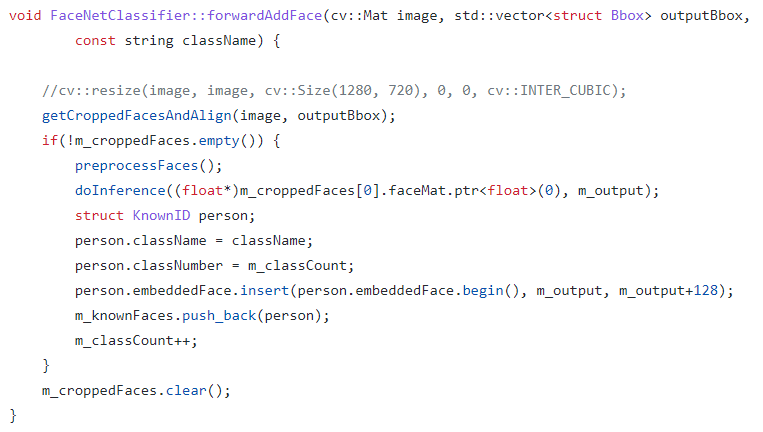 void FaceNetClassifier::forwardAddFace(cv::Mat image, std::vector<struct Bbox> outputBbox,
        const string className) {

    //cv::resize(image, image, cv::Size(1280, 720), 0, 0, cv::INTER_CUBIC);
    getCroppedFacesAndAlign(image, outputBbox);
    if(!m_croppedFaces.empty()) {
        preprocessFaces();
        doInference((float*)m_croppedFaces[0].faceMat.ptr<float>(0), m_output);
        struct KnownID person;
        person.className = className;
        person.classNumber = m_classCount;
        person.embeddedFace.insert(person.embeddedFace.begin(), m_output, m_output+128);
        m_knownFaces.push_back(person);
        m_classCount++;
    }
    m_croppedFaces.clear();
}